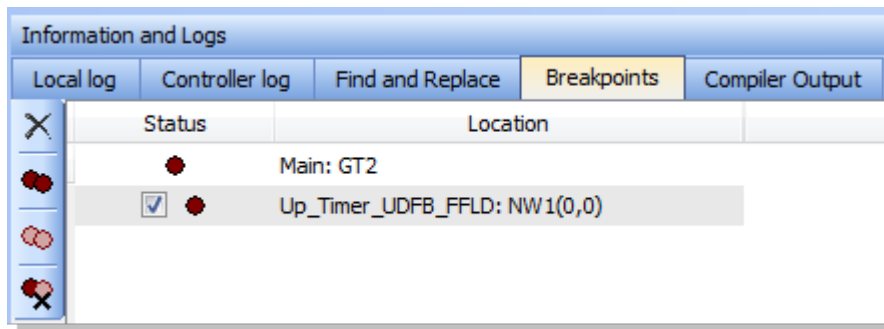 Information and Logs
Local log Controller log Find and Replace Breakpoints Compiler Output
Status Location
Main: GT2
Up_Timer_UDFB_FFLD: NW1(0,0)